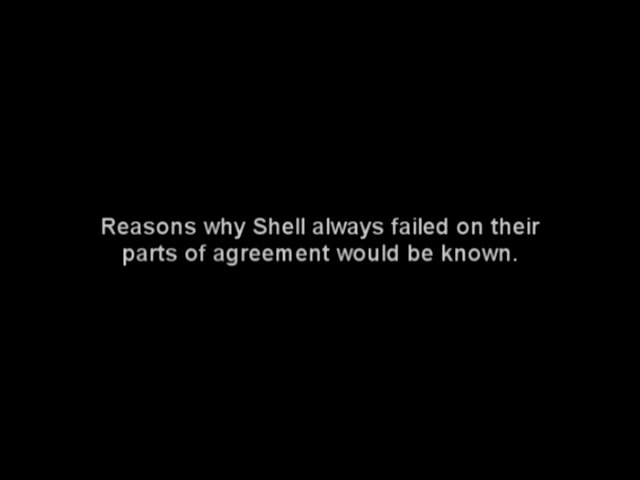 Reasons why Shell always failed on their
parts of agreement would be known.